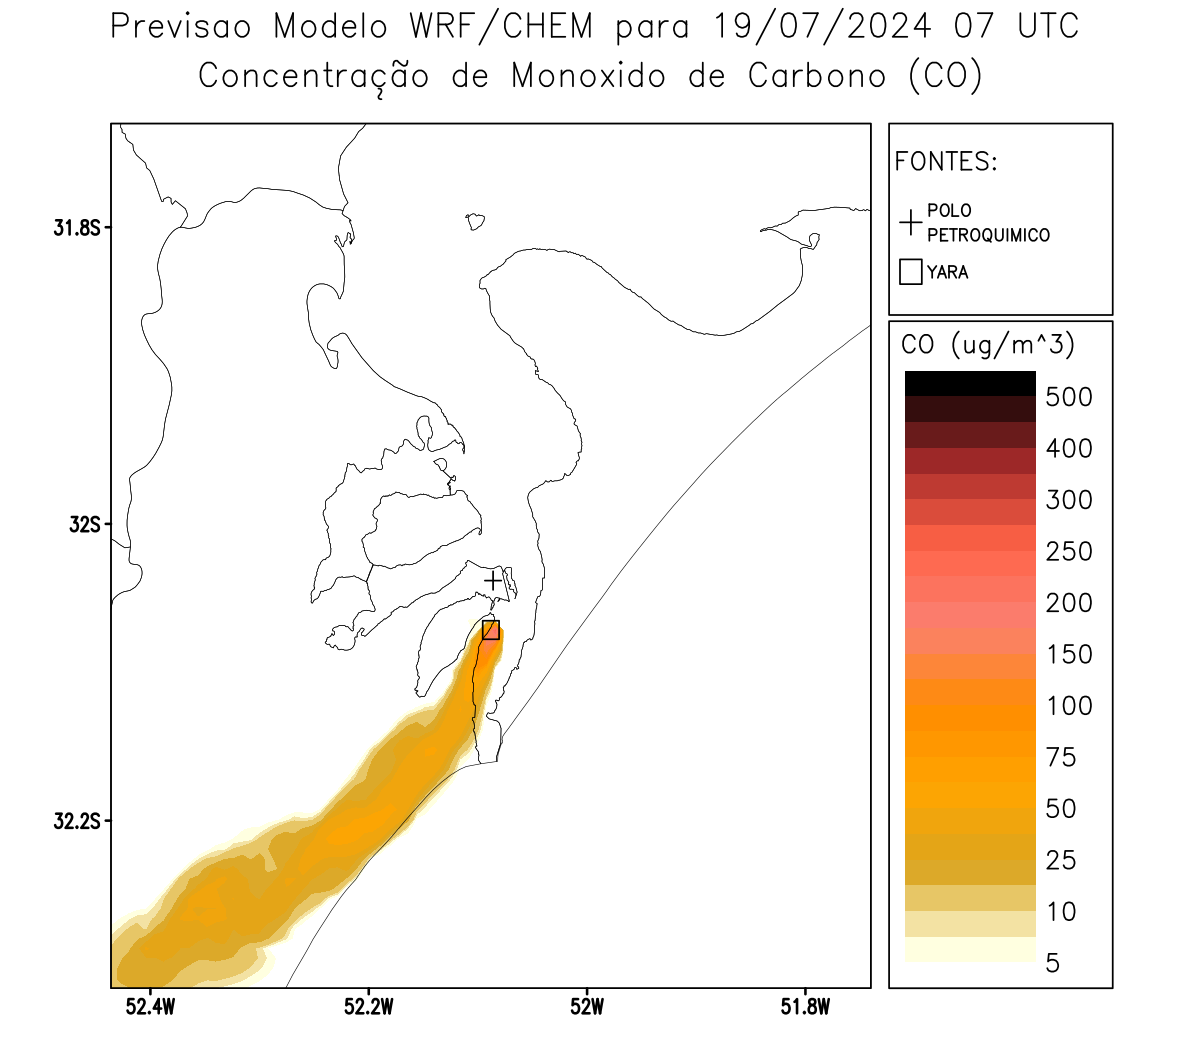 Previsao Modelo WRF/CHEM para 19/07/2024 07 UTC
Concentração de Monoxido de Carbono (CO)
FONTES:
POLO
PETROQUIMICO
YARA
31.8S
32S
32.2S
52.4W
52.2W
52W
51.8W
CO (ug/m^3)
500
400
300
250
200
150
100
75
50
25
10
5